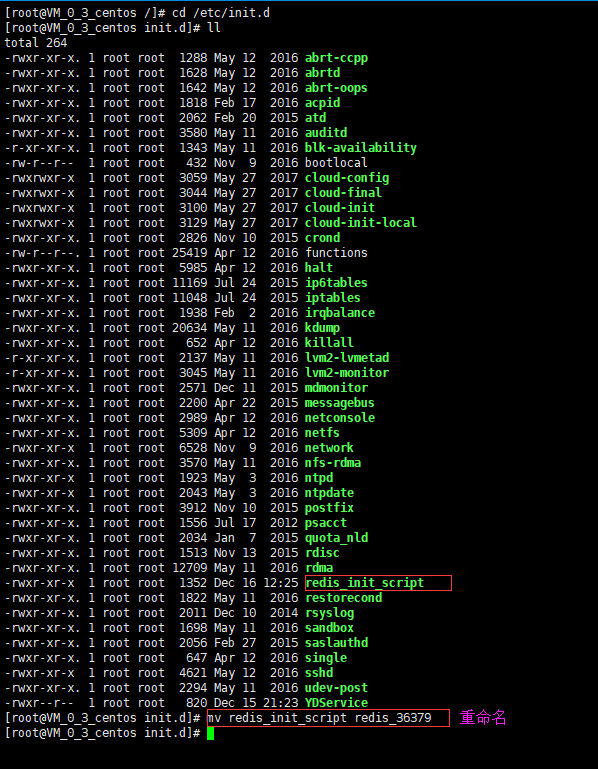 [root@VM_0_3_centos /]# cd /etc/init.d
[root@VM_0_3_centos init.d]# ll
total 264
-rwxr-xr-x. 1 root root  1288 May 12  2016 abrt-ccpp
-rwxr-xr-x. 1 root root  1628 May 12  2016 abrtd
-rwxr-xr-x. 1 root root  1642 May 12  2016 abrt-oops
-rwxr-xr-x. 1 root root  1818 Feb 17  2016 acpid
-rwxr-xr-x. 1 root root  2062 Feb 20  2015 atd
-rwxr-xr-x. 1 root root  3580 May 11  2016 auditd
-r-xr-xr-x. 1 root root  1343 May 11  2016 blk-availability
-rw-r--r--  1 root root   432 Nov  9  2016 bootlocal
-rwxrwxr-x  1 root root  3059 May 27  2017 cloud-config
-rwxrwxr-x  1 root root  3044 May 27  2017 cloud-final
-rwxrwxr-x  1 root root  3100 May 27  2017 cloud-init
-rwxrwxr-x  1 root root  3129 May 27  2017 cloud-init-local
-rwxr-xr-x. 1 root root  2826 Nov 10  2015 crond
-rw-r--r--. 1 root root 25419 Apr 12  2016 functions
-rwxr-xr-x. 1 root root  5985 Apr 12  2016 halt
-rwxr-xr-x. 1 root root 11169 Jul 24  2015 ip6tables
-rwxr-xr-x. 1 root root 11048 Jul 24  2015 iptables
-rwxr-xr-x. 1 root root  1938 Feb  2  2016 irqbalance
-rwxr-xr-x. 1 root root 20634 May 11  2016 kdump
-rwxr-xr-x. 1 root root   652 Apr 12  2016 killall
-r-xr-xr-x. 1 root root  2137 May 11  2016 lvm2-lvmetad
-r-xr-xr-x. 1 root root  3045 May 11  2016 lvm2-monitor
-rwxr-xr-x. 1 root root  2571 Dec 11  2015 mdmonitor
-rwxr-xr-x. 1 root root  2200 Apr 22  2015 messagebus
-rwxr-xr-x. 1 root root  2989 Apr 12  2016 netconsole
-rwxr-xr-x. 1 root root  5309 Apr 12  2016 netfs
-rwxr-xr-x  1 root root  6528 Nov  9  2016 network
-rwxr-xr-x. 1 root root  3570 May 11  2016 nfs-rdma
-rwxr-xr-x  1 root root  1923 May  3  2016 ntpd
-rwxr-xr-x  1 root root  2043 May  3  2016 ntpdate
-rwxr-xr-x. 1 root root  3912 Nov 10  2015 postfix
-rwxr-xr-x. 1 root root  1556 Jul 17  2012 psacct
-rwxr-xr-x. 1 root root  2034 Jan  7  2015 quota_nld
-rwxr-xr-x. 1 root root  1513 Nov 13  2015 rdisc
-rwxr-xr-x. 1 root root 12709 May 11  2016 rdma
-rwxr-xr-x  1 root root  1352 Dec 16 12:25 redis_init_script
-rwxr-xr-x. 1 root root  1822 May 11  2016 restorecond
-rwxr-xr-x. 1 root root  2011 Dec 10  2014 rsyslog
-rwxr-xr-x. 1 root root  1698 May 11  2016 sandbox
-rwxr-xr-x. 1 root root  2056 Feb 27  2015 saslauthd
-rwxr-xr-x. 1 root root   647 Apr 12  2016 single
-rwxr-xr-x  1 root root  4621 May 12  2016 sshd
-rwxr-xr-x. 1 root root  2294 May 11  2016 udev-post
-rwxr--r--  1 root root   820 Dec 15 21:23 YDService
[root@VM_0_3_centos init.d]# mv redis_init_script redis_36379 重命名
[root@VM_0_3_centos init.d]#